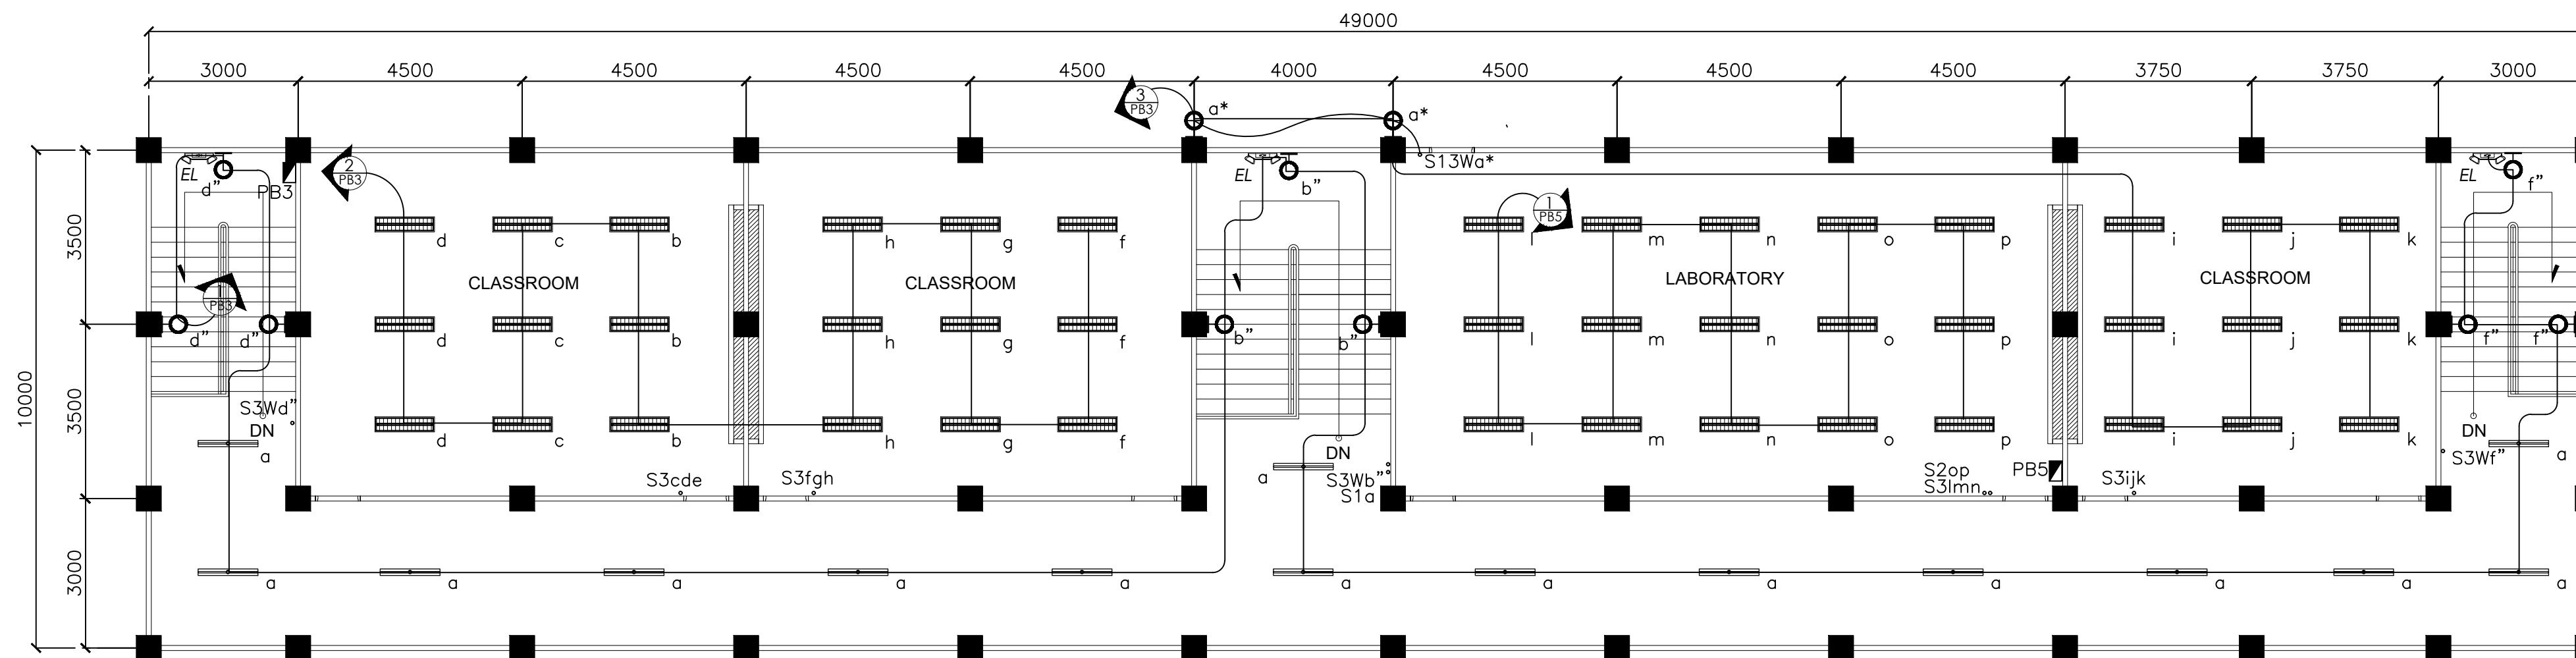 49000
3000 4500 4500 4500 4500 4000 4500 4500 4500 3750 3750 3000
3
PB3
a* a*
S13Wa*
2
PB3
EL d" PB3
EL b"
1
PB5
EL f"
3500
d c b h g f l m n o p i j k
CLASSROOM CLASSROOM LABORATORY CLASSROOM
1
PB3
d" d" d c b h g f b" b" l m n o p i j k f" f"
10000
3500
S3Wd"
DN
a
d c b h g f l m n o p i j k
DN
DN
S3Wf"
a
S3cde S3fgh
a
S3Wb"
S1a
S2op
S3lmn
PB5
S3ijk
3000
a a a a a a a a a a a a